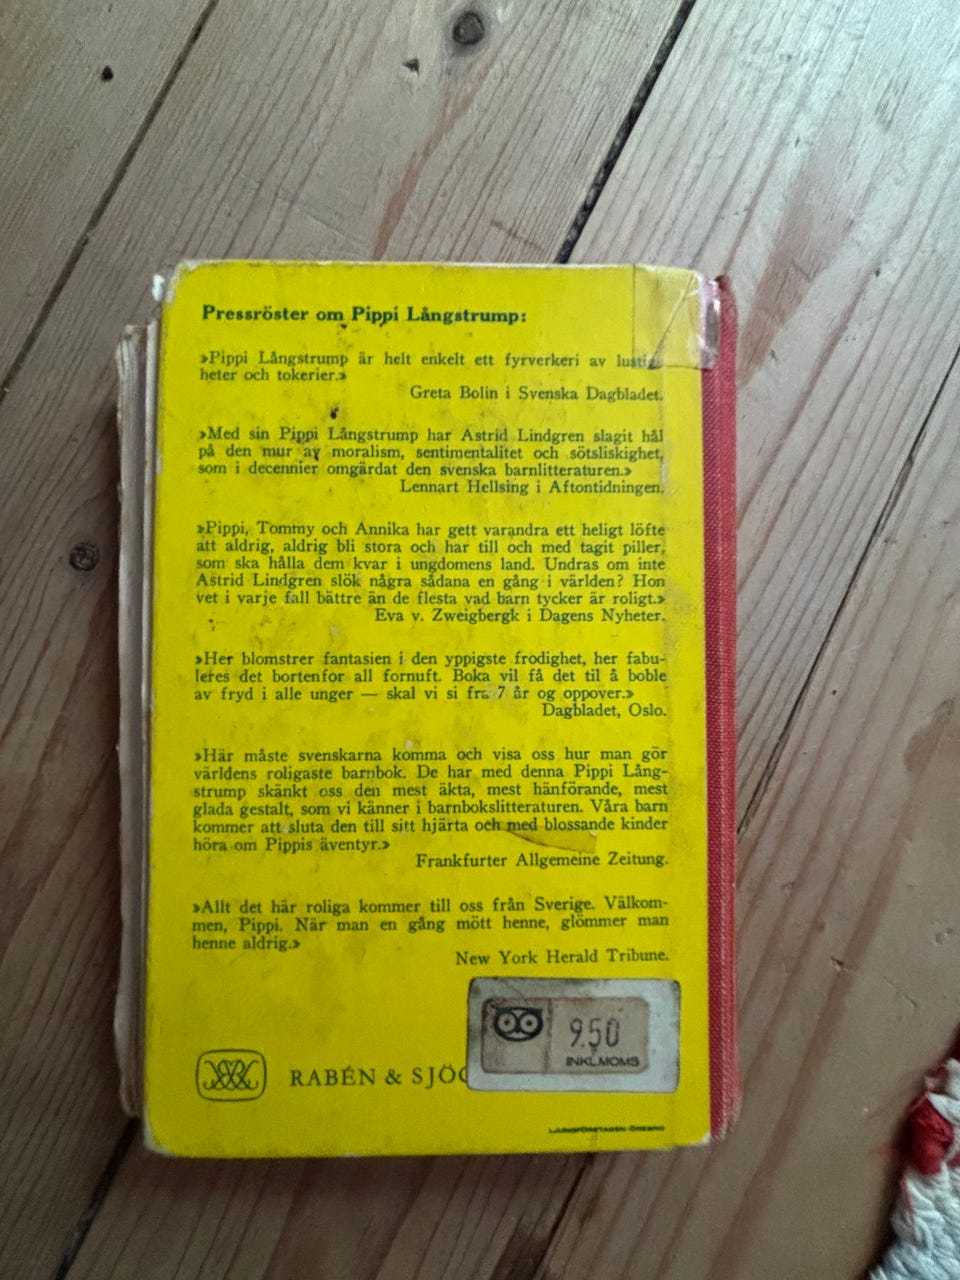 Pressröster om Pippi Långstrump:
»Pippi Långstrump är helt enkelt ett fyrverkeri av lustig-
heter och tokerier.»
Greta Bolin i Svenska Dagbladet.
»Med sin Pippi Långstrump har Astrid Lindgren slagit hål
på den mur av moralism, sentimentalitet och sötsliskighet,
som i decennier omgärdat den svenska barnlitteraturen.»
Lennart Hellsing i Aftontidningen.
»Pippi, Tommy och Annika har gett varandra ett heligt löfte
att aldrig, aldrig bli stora och har till och med tagit piller,
som ska hålla dem kvar i ungdomens land. Undras om inte
Astrid Lindgren slök några sådana en gång i världen? Hon
vet i varje fall bättre än de flesta vad barn tycker är roligt.»
Eva v. Zweigbergk i Dagens Nyheter.
»Her blomstrer fantasien i den yppigste frodighet, her fabu-
leres det bortenfor all fornuft. Boka vil få det til å boble
av fryd i alle unger — skal vi si fra 7 år og oppover.»
Dagbladet, Oslo.
»Här måste svenskarna komma och visa oss hur man gör
världens roligaste barnbok. De har med denna Pippi Lång-
strump skänkt oss den mest äkta, mest hänförande, mest
glada gestalt, som vi känner i barnbokslitteraturen. Våra barn
kommer att sluta den till sitt hjärta och med blossande kinder
höra om Pippis äventyr.»
Frankfurter Allgemeine Zeitung.
»Allt det här roliga kommer till oss från Sverige. Välkom-
men, Pippi. När man en gång mött henne, glömmer man
henne aldrig.»
New York Herald Tribune.
9.50
INKL.MOMS
RABÉN & SJÖ